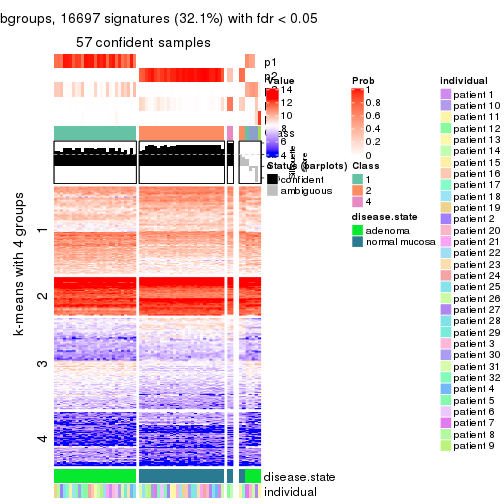 bgroups, 16697 signatures (32.1%) with fdr < 0.05
57 confident samples
p1
p2
Value
14
12
10
8
6
4
Prob
1
0.8
0.6
0.4
0.2
0
Class
1
2
4
Status (barplots)
confident
ambiguous
Silhouette
score
disease.state
adenoma
normal mucosa
individual
patient 1
patient 10
patient 11
patient 12
patient 13
patient 14
patient 15
patient 16
patient 17
patient 18
patient 19
patient 2
patient 20
patient 21
patient 22
patient 23
patient 24
patient 25
patient 26
patient 27
patient 28
patient 29
patient 3
patient 30
patient 31
patient 32
patient 4
patient 5
patient 6
patient 7
patient 8
patient 9
k-means with 4 groups
1
2
3
4
disease.state
individual